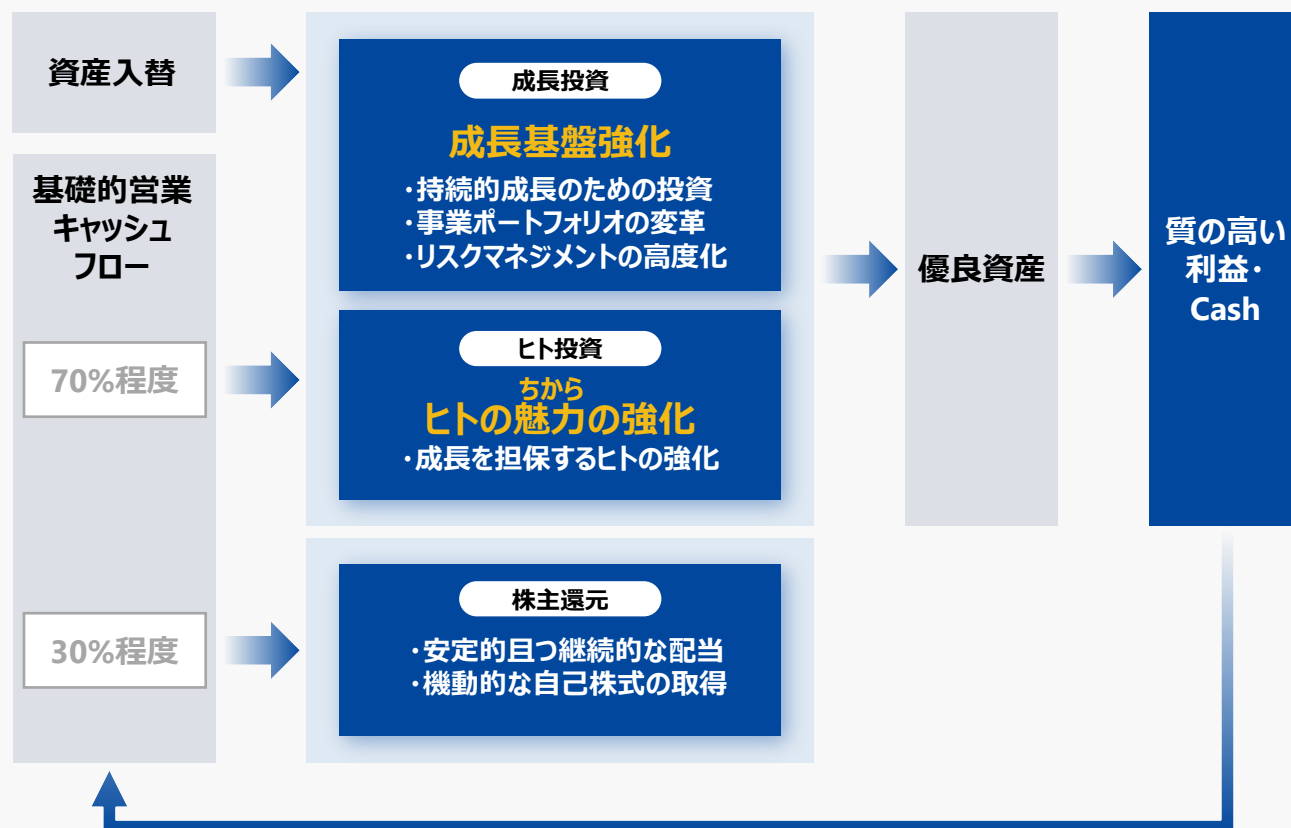 資産入替
基礎的営業
キャッシュ
フロー
70%程度
30%程度
成長投資
成長基盤強化
・持続的成長のための投資
・事業ポートフォリオの変革
・リスクマネジメントの高度化
ヒト投資
ちから
ヒトの魅力の強化
・成長を担保するヒトの強化
株主還元
・安定的且つ継続的な配当
・機動的な自己株式の取得
優良資産
質の高い
利益・
Cash